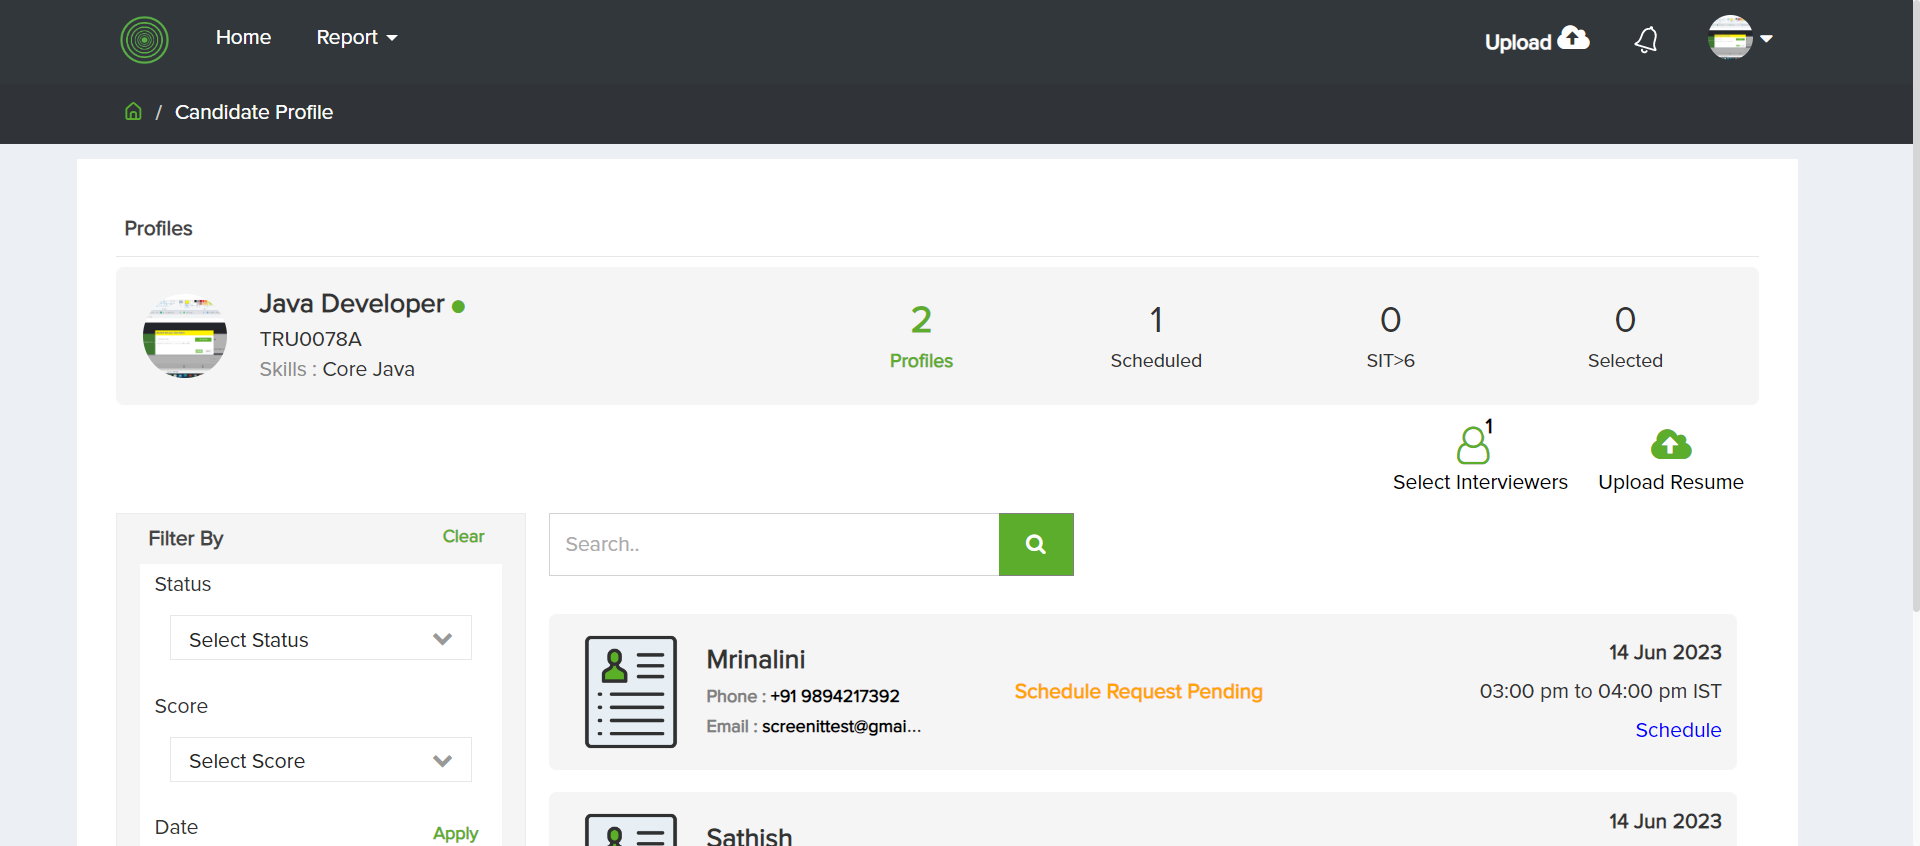 Home
Report
Upload
/ Candidate Profile
Profiles
Java Developer
TRU0078A
Skills : Core Java
2
Profiles
1
Scheduled
0
SIT>6
0
Selected
1
Select Interviewers
Upload Resume
Filter By
Clear
Status
Select Status
Score
Select Score
Date
Apply
Search..
Mrinalini
Phone : +91 9894217392
Email : screenittest@gmai...
Schedule Request Pending
14 Jun 2023
03:00 pm to 04:00 pm IST
Schedule
Sathish
14 Jun 2023